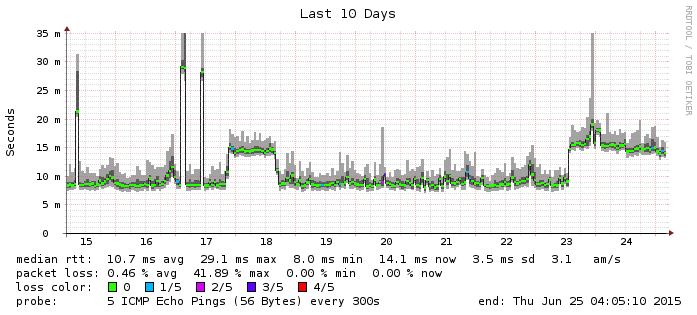 Last 10 Days
RRDTOOL / TOBI OETIKER
Seconds
35 m
30 m
25 m
20 m
15 m
10 m
5 m
0
15 16 17 18 19 20 21 22 23 24
median rtt: 10.7 ms avg 29.1 ms max 8.0 ms min 14.1 ms now 3.5 ms sd 3.1 am/s
packet loss: 0.46 % avg 41.89 % max 0.00 % min 0.00 % now
loss color: 0 1/5 2/5 3/5 4/5
probe: 5 ICMP Echo Pings (56 Bytes) every 300s end: Thu Jun 25 04:05:10 2015